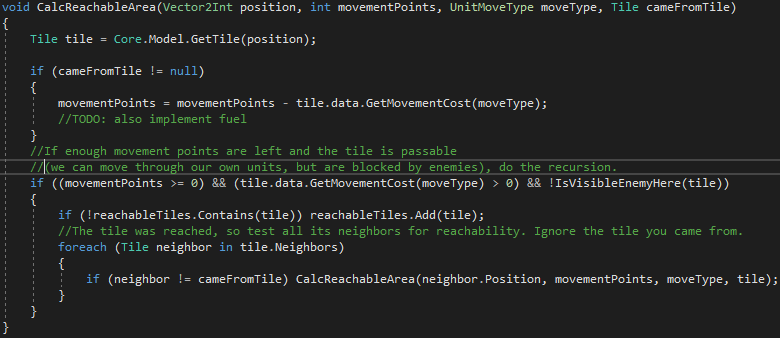 void CalcReachableArea(Vector2Int position, int movementPoints, UnitMoveType moveType, Tile cameFromTile)
{
Tile tile = Core.Model.GetTile(position);
if (cameFromTile != null)
{
movementPoints = movementPoints - tile.data.GetMovementCost(moveType);
//TODO: also implement fuel
}
//If enough movement points are left and the tile is passable
//(we can move through our own units, but are blocked by enemies), do the recursion.
if ((movementPoints >= 0) && (tile.data.GetMovementCost(moveType) > 0) && !IsVisibleEnemyHere(tile))
{
if (!reachableTiles.Contains(tile)) reachableTiles.Add(tile);
//The tile was reached, so test all its neighbors for reachability. Ignore the tile you came from.
foreach (Tile neighbor in tile.Neighbors)
{
if (neighbor != cameFromTile) CalcReachableArea(neighbor.Position, movementPoints, moveType, tile);
}
}
}